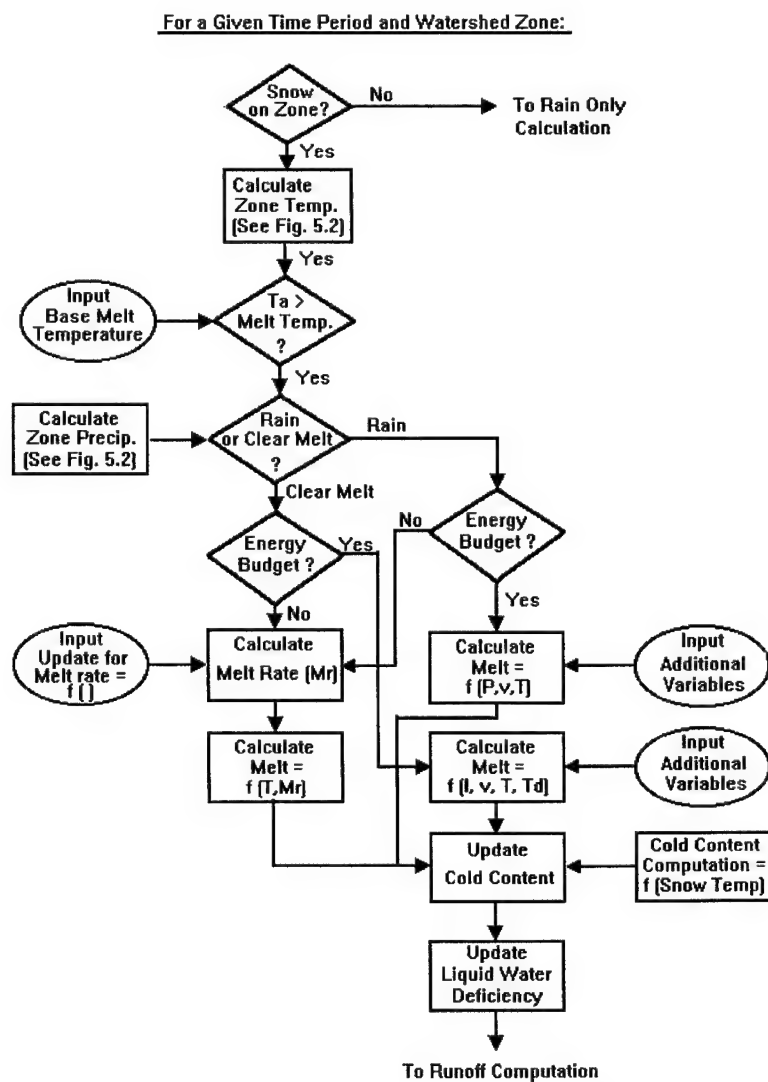 For a Given Time Period and Watershed Zone:
Snow
on Zone?
No
To Rain Only
Calculation
Yes
Calculate
Zone Temp.
(See Fig. 5.2)
Yes
Input
Base Melt
Temperature
Ta >
Melt Temp.
?
Yes
Calculate
Zone Precip.
(See Fig. 5.2)
Rain
or Clear Melt
?
Rain
Clear Melt
Energy
Budget ?
Yes
No
No
Energy
Budget ?
Yes
Input
Update for
Melt rate =
f ( )
Calculate
Melt Rate (Mr)
Calculate
Melt =
f (P,v,T)
Input
Additional
Variables
Calculate
Melt =
f (T,Mr)
Calculate
Melt =
f (I, v, T, Td)
Input
Additional
Variables
Update
Cold Content
Cold Content
Computation =
f (Snow Temp)
Update
Liquid Water
Deficiency
To Runoff Computation